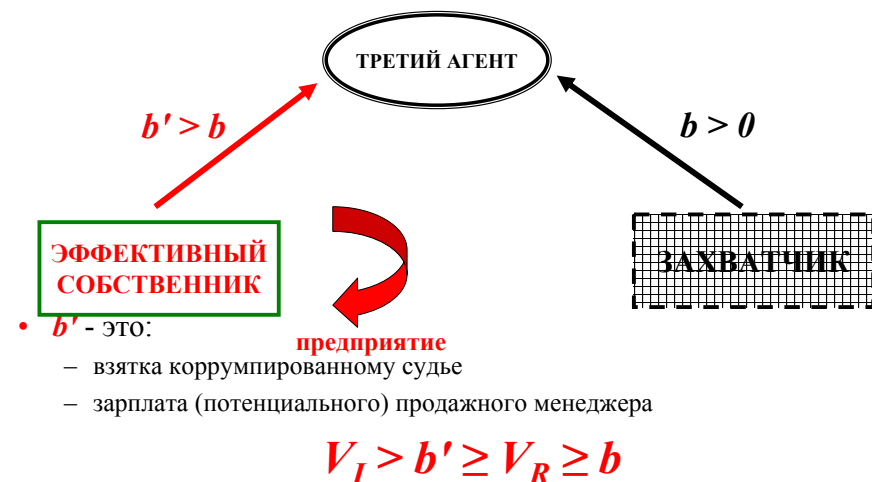 ТРЕТИЙ АГЕНТ
b' > b
b > 0
ЭФФЕКТИВНЫЙ
СОБСТВЕННИК
ЗАХВАТЧИК
• b' - это:
предприятие
– взятка коррумпированному судье
– зарплата (потенциального) продажного менеджера
V_I > b' ≥ V_R ≥ b